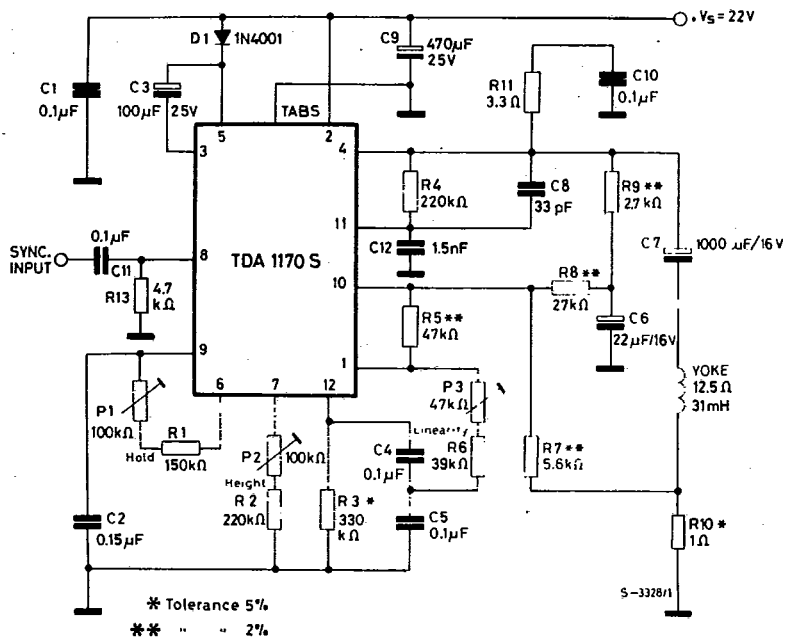 +Vs=22V
D1 1N4001
C9 470µF 25V
C1 0.1µF
C3 100µF 25V
TABS
R11 3.3Ω
C10 0.1µF
5
2
3
4
R4 220kΩ
C8 33pF
R9 ** 2.7kΩ
C7 1000µF/16V
11
C12 1.5nF
SYNC. INPUT
0.1µF C11
8
TDA 1170S
R13 4.7 kΩ
10
R8 ** 27kΩ
R5 ** 47kΩ
C6 22µF/16V
9
1
YOKE 12.5Ω 31mH
6
7
12
P1 100kΩ
P3 47kΩ
Linearity
Hold
R1 150kΩ
P2 100kΩ
Height
C4 0.1µF
R6 39kΩ
R7 ** 5.6kΩ
R2 220kΩ
R3 * 330 kΩ
C5 0.1µF
C2 0.15µF
R10 * 1Ω
S-3328/1
* Tolerance 5%
** " " 2%